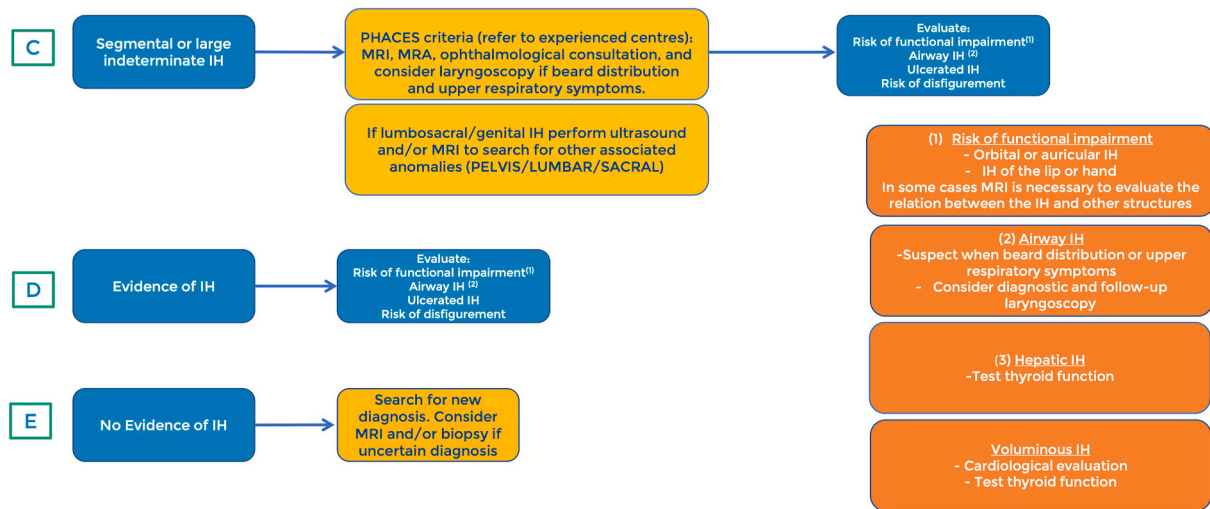 C
Segmental or large
indeterminate IH
PHACES criteria (refer to experienced centres):
MRI, MRA, ophthalmological consultation, and
consider laryngoscopy if beard distribution
and upper respiratory symptoms.
If lumbosacral/genital IH perform ultrasound
and/or MRI to search for other associated
anomalies (PELVIS/LUMBAR/SACRAL)
Evaluate:
Risk of functional impairment(1)
Airway IH (2)
Ulcerated IH
Risk of disfigurement
(1) Risk of functional impairment
- Orbital or auricular IH
- IH of the lip or hand
In some cases MRI is necessary to evaluate the
relation between the IH and other structures
(2) Airway IH
-Suspect when beard distribution or upper
respiratory symptoms
- Consider diagnostic and follow-up
laryngoscopy
(3) Hepatic IH
-Test thyroid function
Voluminous IH
- Cardiological evaluation
- Test thyroid function
D
Evidence of IH
Evaluate:
Risk of functional impairment(1)
Airway IH (2)
Ulcerated IH
Risk of disfigurement
E
No Evidence of IH
Search for new
diagnosis. Consider
MRI and/or biopsy if
uncertain diagnosis